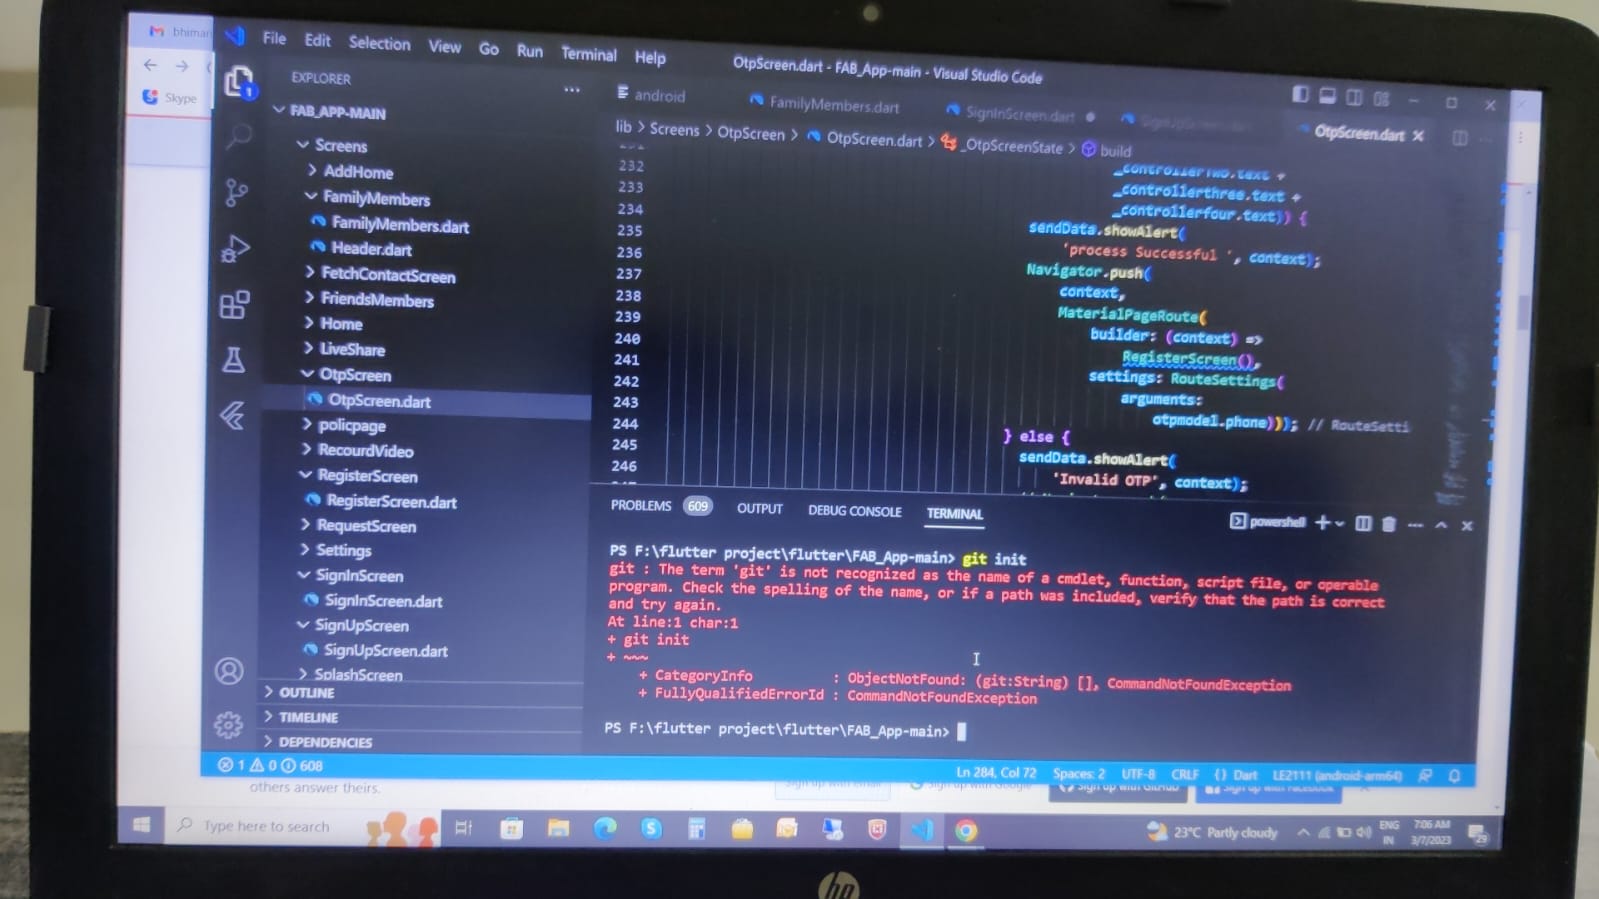 bhiman
Skype
File Edit Selection View Go Run Terminal Help
OtpScreen.dart - FAB_App-main - Visual Studio Code
EXPLORER
FAB_APP-MAIN
Screens
AddHome
FamilyMembers
FamilyMembers.dart
Header.dart
FetchContactScreen
FriendsMembers
Home
LiveShare
OtpScreen
OtpScreen.dart
policpage
RecourdVideo
RegisterScreen
RegisterScreen.dart
RequestScreen
Settings
SignInScreen
SignInScreen.dart
SignUpScreen
SignUpScreen.dart
SplashScreen
OUTLINE
TIMELINE
DEPENDENCIES
android FamilyMembers.dart SignInScreen.dart SignUpScreen.dart OtpScreen.dart
lib > Screens > OtpScreen > OtpScreen.dart > _OtpScreenState > build
232 _controllerTwo.text +
233 _controllerthree.text +
234 _controllerfour.text)) {
235 sendData.showAlert(
236 'process Successful ', context);
237 Navigator.push(
238 context,
239 MaterialPageRoute(
240 builder: (context) =>
241 RegisterScreen(),
242 settings: RouteSettings(
243 arguments:
244 otpmodel.phone))); // RouteSetti
245 } else {
246 sendData.showAlert(
'Invalid OTP', context);
PROBLEMS 609 OUTPUT DEBUG CONSOLE TERMINAL
powershell
PS F:\flutter project\flutter\FAB_App-main> git init
git : The term 'git' is not recognized as the name of a cmdlet, function, script file, or operable
program. Check the spelling of the name, or if a path was included, verify that the path is correct
and try again.
At line:1 char:1
+ git init
+ ~~~
+ CategoryInfo : ObjectNotFound: (git:String) [], CommandNotFoundException
+ FullyQualifiedErrorId : CommandNotFoundException
PS F:\flutter project\flutter\FAB_App-main>
1 0 608
Ln 284, Col 72 Spaces: 2 UTF-8 CRLF {} Dart LE2111 (android-arm64)
others answer theirs.
Sign up with email Sign up with Google Sign up with GitHub Sign up with Facebook
Type here to search
23°C Partly cloudy
ENG
IN
7:06 AM
3/7/2023
29
hp